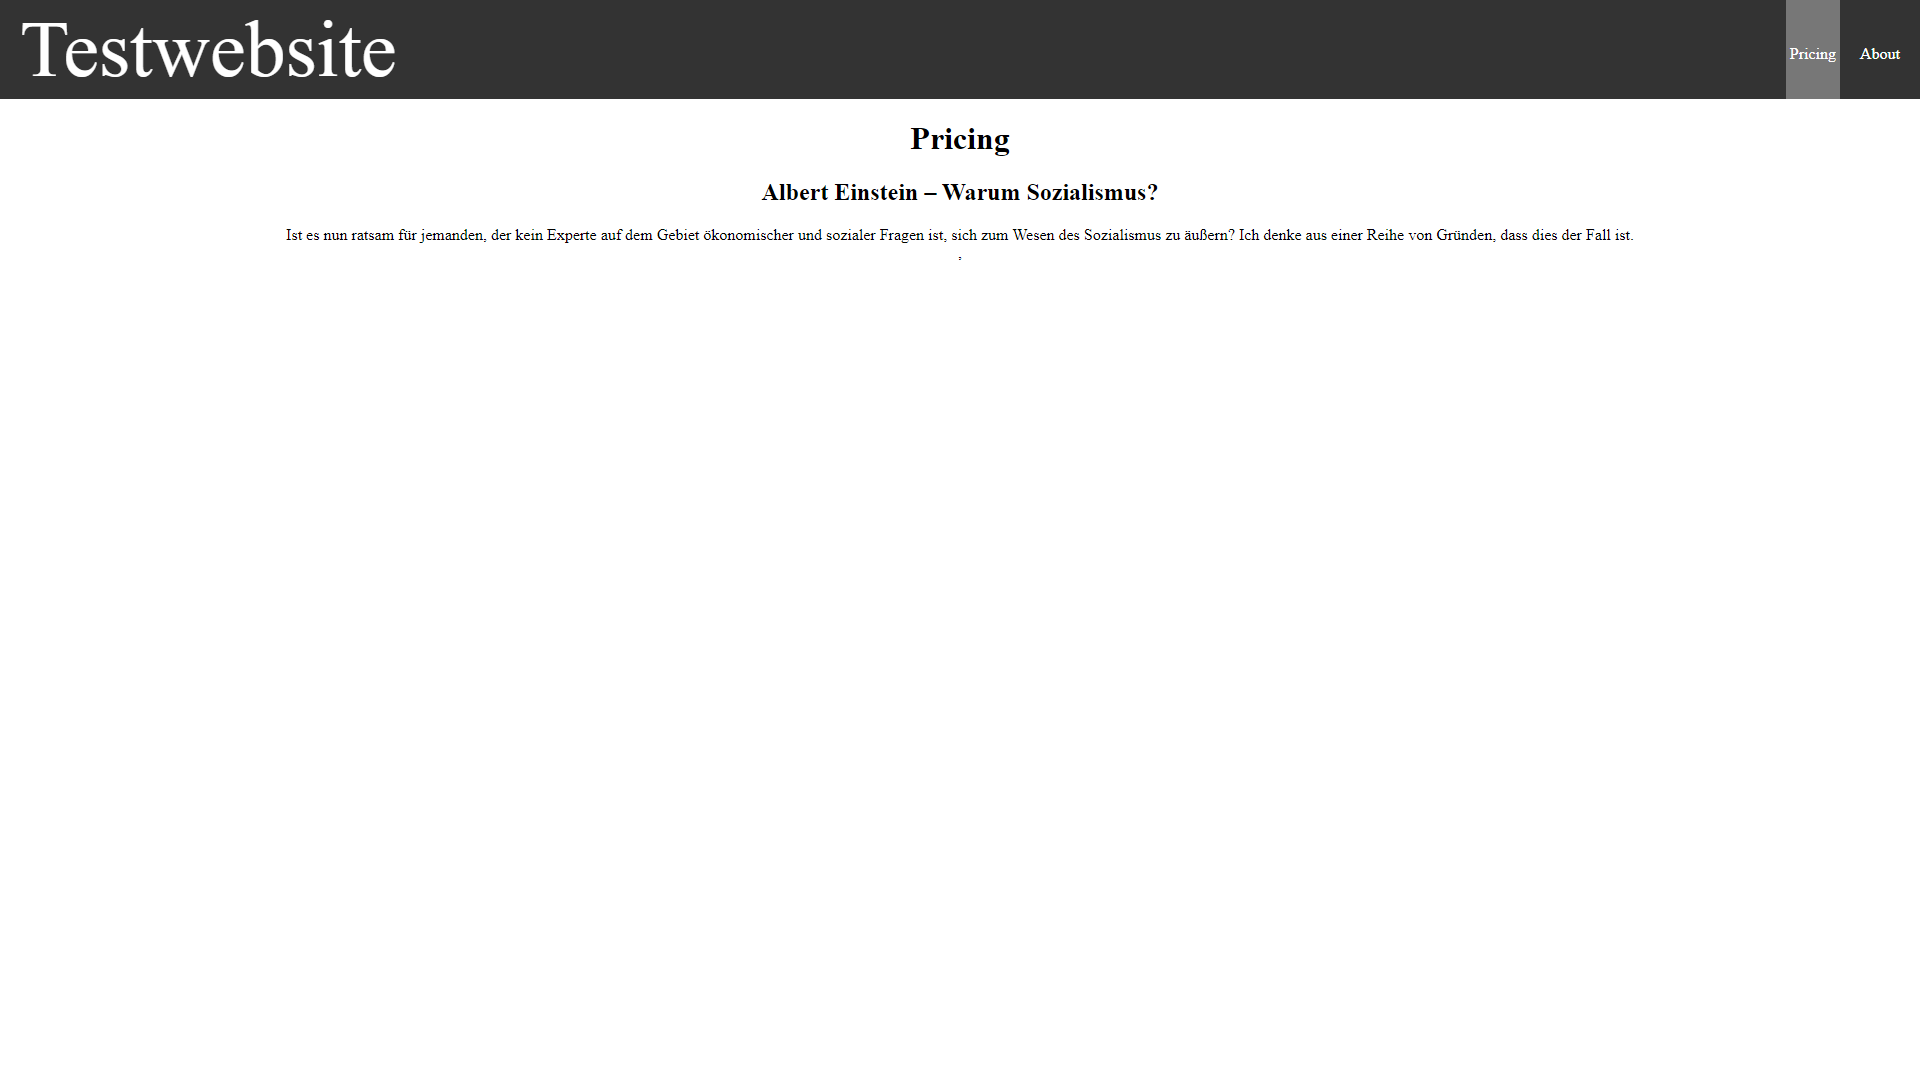 Testwebsite
Pricing
About
Pricing
Albert Einstein – Warum Sozialismus?
Ist es nun ratsam für jemanden, der kein Experte auf dem Gebiet ökonomischer und sozialer Fragen ist, sich zum Wesen des Sozialismus zu äußern? Ich denke aus einer Reihe von Gründen, dass dies der Fall ist.
,